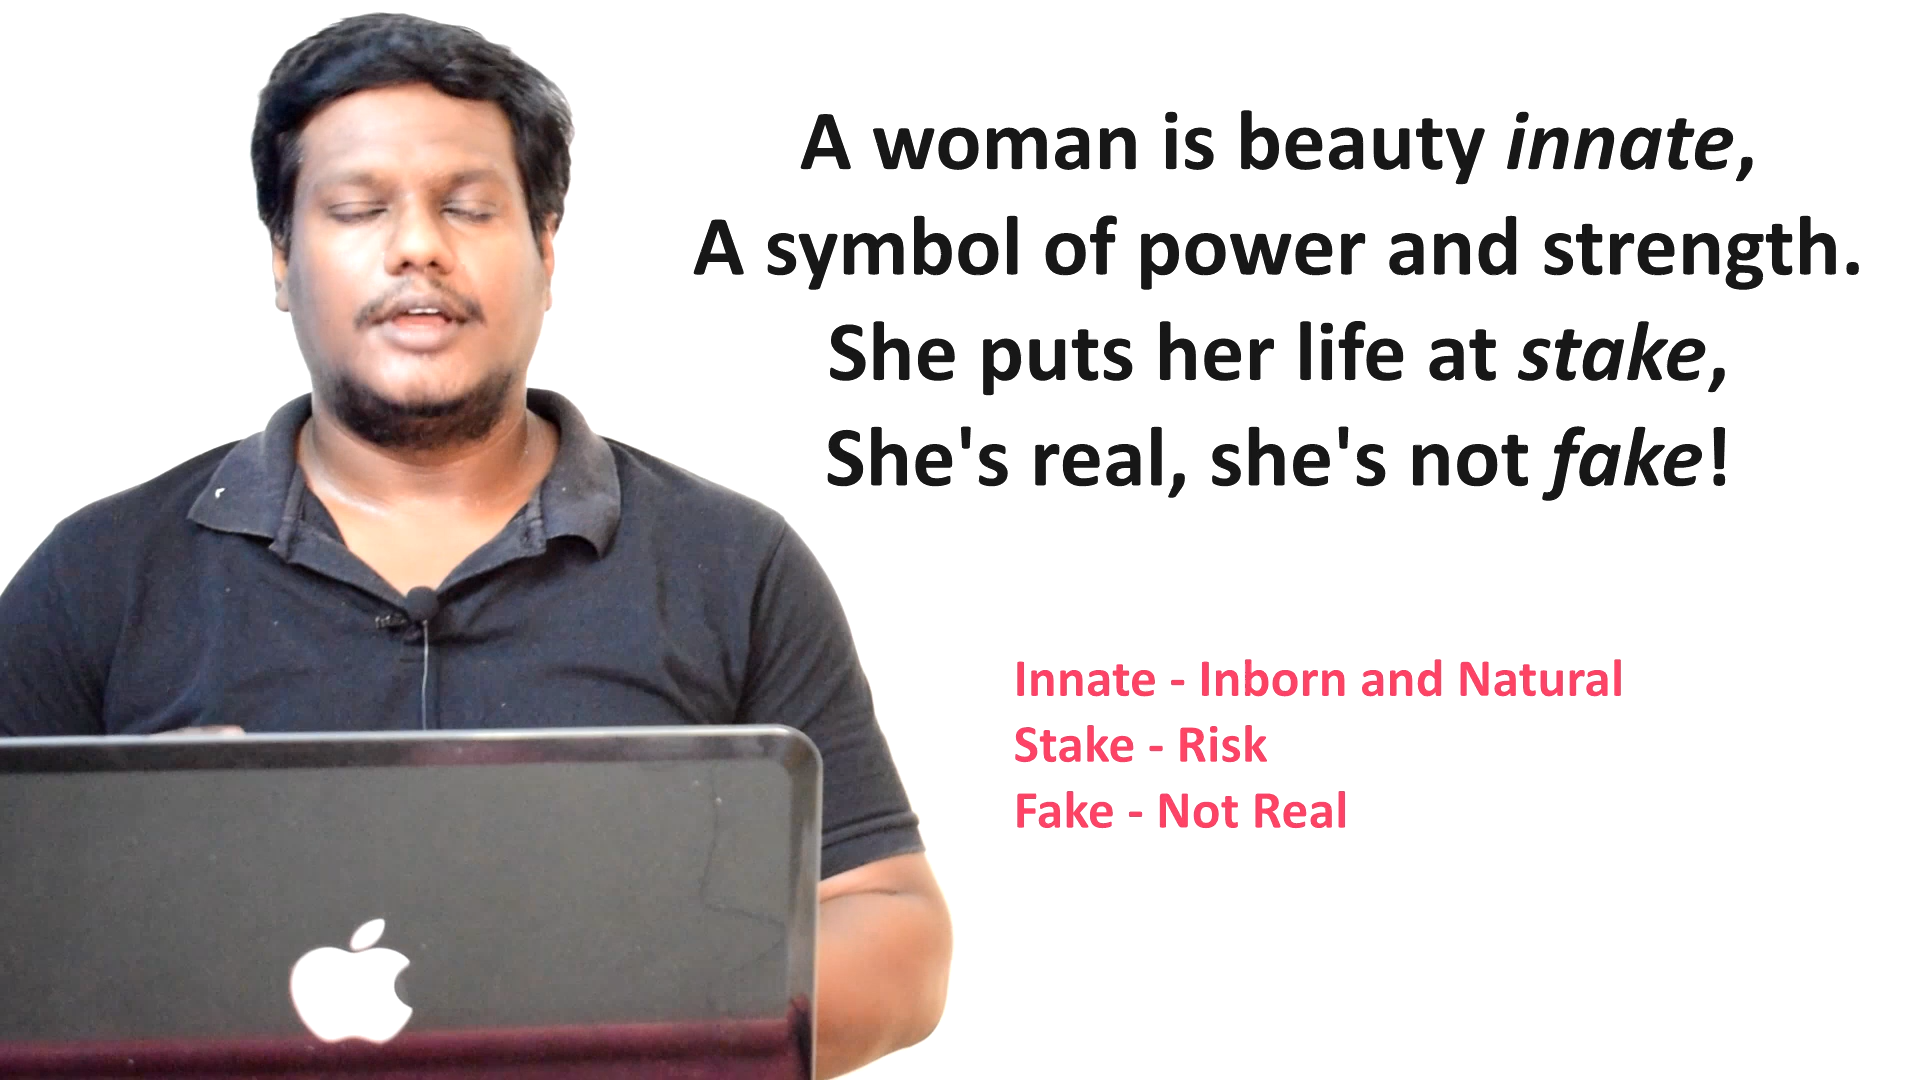 A woman is beauty innate,
A symbol of power and strength.
She puts her life at stake,
She's real, she's not fake!
Innate - Inborn and Natural
Stake - Risk
Fake - Not Real